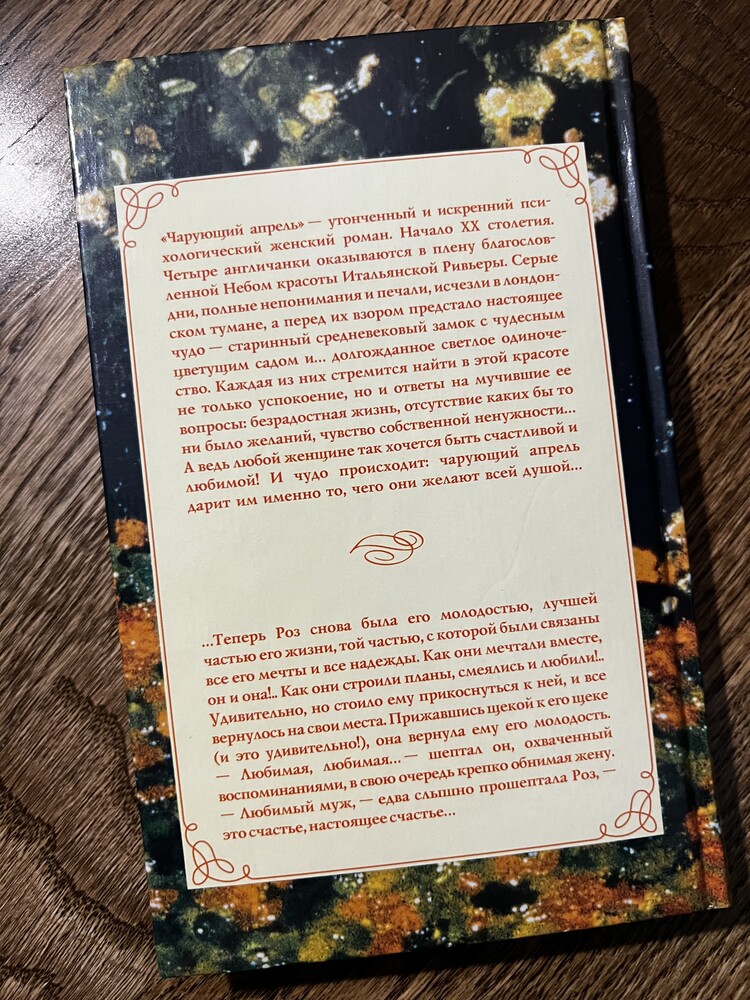 «Чарующий апрель» — утонченный и искренний пси-
хологический женский роман. Начало XX столетия.
Четыре англичанки оказываются в плену благослов-
ленной Небом красоты Итальянской Ривьеры. Серые
дни, полные непонимания и печали, исчезли в лондон-
ском тумане, а перед их взором предстало настоящее
чудо — старинный средневековый замок с чудесным
цветущим садом и... долгожданное светлое одиноче-
ство. Каждая из них стремится найти в этой красоте
не только успокоение, но и ответы на мучившие ее
вопросы: безрадостная жизнь, отсутствие каких бы то
ни было желаний, чувство собственной ненужности...
А ведь любой женщине так хочется быть счастливой и
любимой! И чудо происходит: чарующий апрель
дарит им именно то, чего они желают всей душой...
...Теперь Роз снова была его молодостью, лучшей
частью его жизни, той частью, с которой были связаны
все его мечты и все надежды. Как они мечтали вместе,
он и она!.. Как они строили планы, смеялись и любили!..
Удивительно, но стоило ему прикоснуться к ней, и все
вернулось на свои места. Прижавшись щекой к его щеке
(и это удивительно!), она вернула ему его молодость.
— Любимая, любимая... — шептал он, охваченный
воспоминаниями, в свою очередь крепко обнимая жену.
— Любимый муж, — едва слышно прошептала Роз, —
это счастье, настоящее счастье...